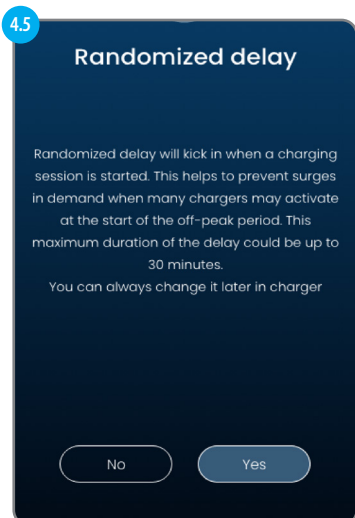 4.5
Randomized delay
Randomized delay will kick in when a charging
session is started. This helps to prevent surges
in demand when many chargers may activate
at the start of the off-peak period. This
maximum duration of the delay could be up to
30 minutes.
You can always change it later in charger
No
Yes